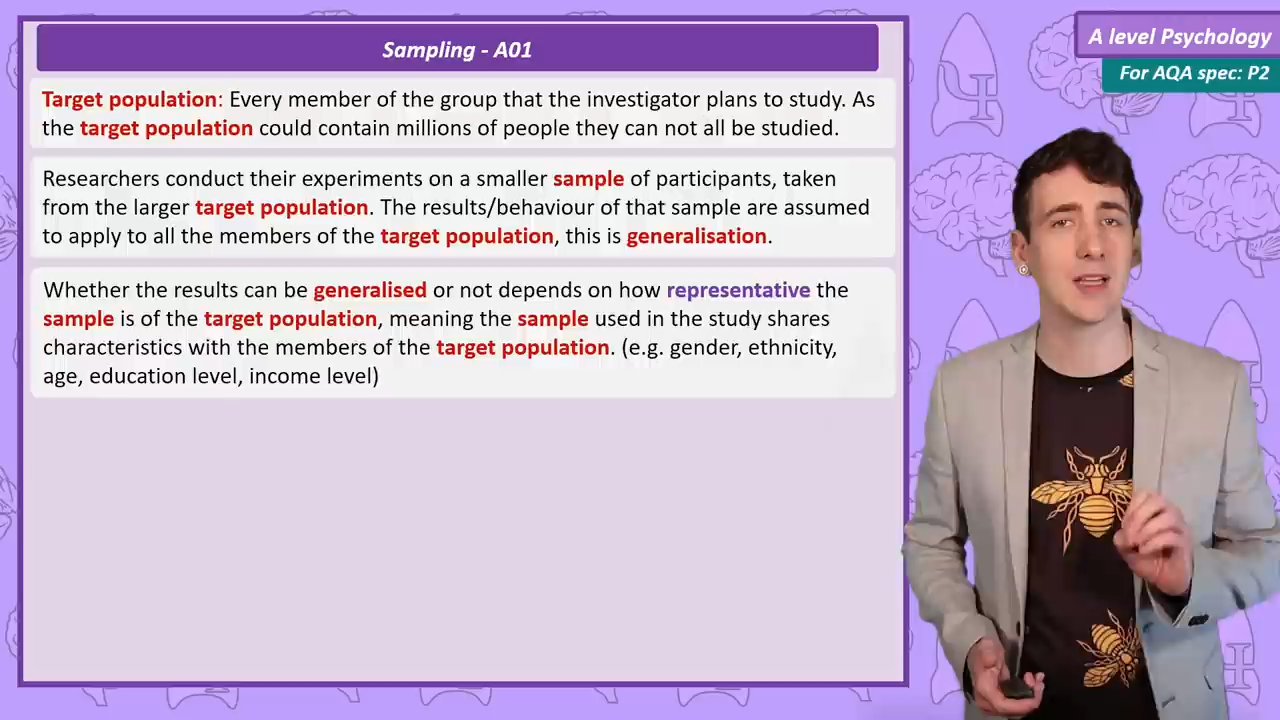 Sampling - A01
A level Psychology
For AQA spec: P2
Target population: Every member of the group that the investigator plans to study. As
the target population could contain millions of people they can not all be studied.
Researchers conduct their experiments on a smaller sample of participants, taken
from the larger target population. The results/behaviour of that sample are assumed
to apply to all the members of the target population, this is generalisation.
Whether the results can be generalised or not depends on how representative the
sample is of the target population, meaning the sample used in the study shares
characteristics with the members of the target population. (e.g. gender, ethnicity,
age, education level, income level)